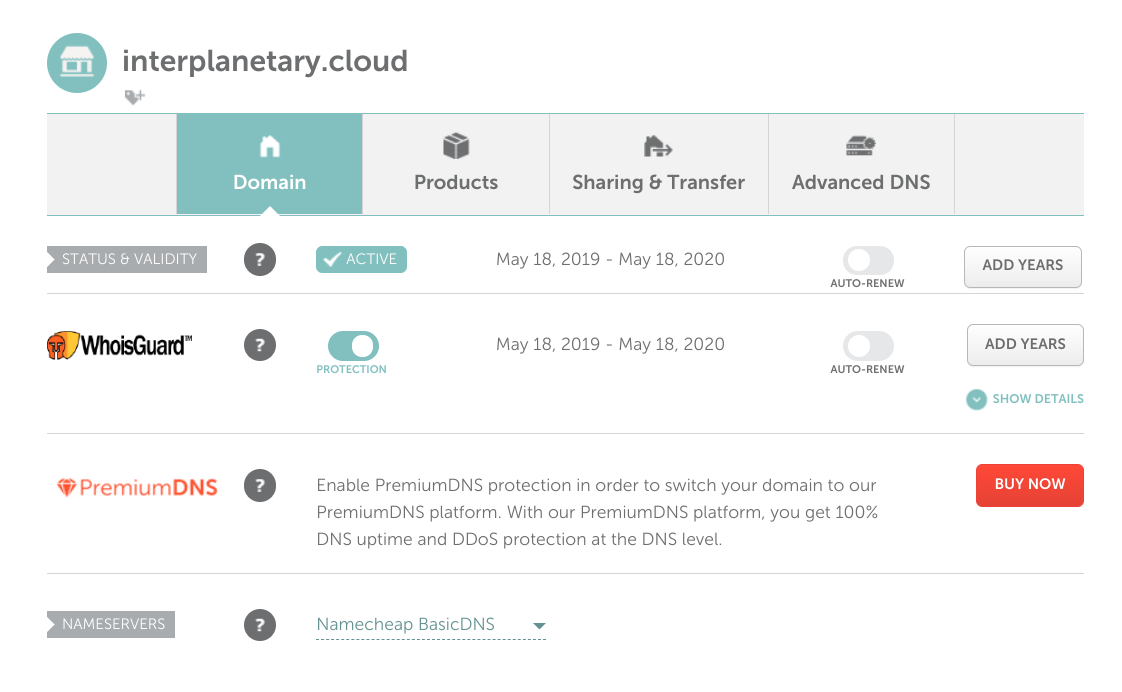 interplanetary.cloud
Domain
Products
Sharing & Transfer
Advanced DNS
STATUS & VALIDITY
?
ACTIVE
May 18, 2019 - May 18, 2020
AUTO-RENEW
ADD YEARS
WhoisGuard™
?
PROTECTION
May 18, 2019 - May 18, 2020
AUTO-RENEW
ADD YEARS
SHOW DETAILS
PremiumDNS
?
Enable PremiumDNS protection in order to switch your domain to our
PremiumDNS platform. With our PremiumDNS platform, you get 100%
DNS uptime and DDoS protection at the DNS level.
BUY NOW
NAMESERVERS
?
Namecheap BasicDNS